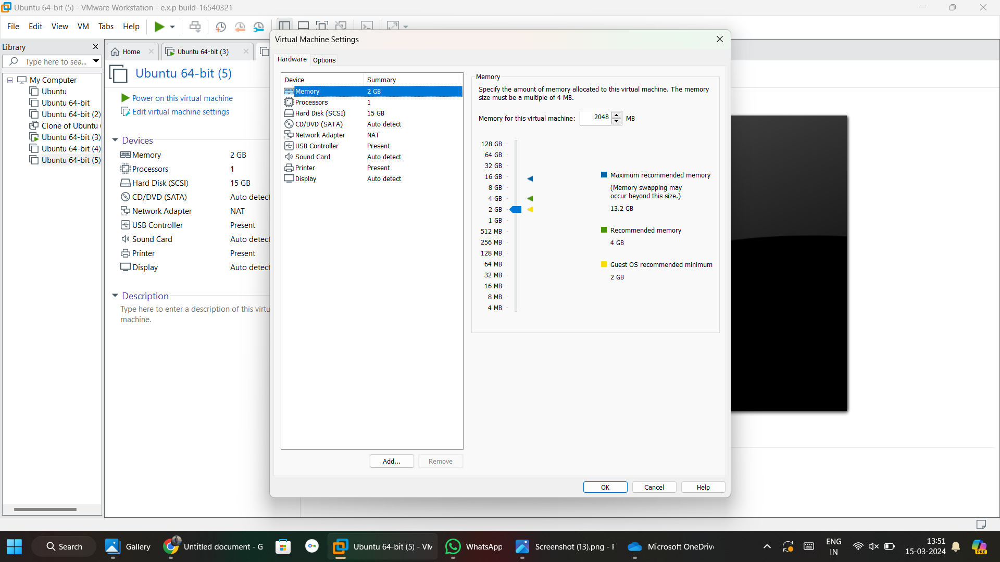 Ubuntu 64-bit (5) - VMware Workstation - e.x.p build-16540321
File Edit View VM Tabs Help
Library
Type here to sea...
My Computer
Ubuntu
Ubuntu 64-bit
Ubuntu 64-bit (2)
Clone of Ubuntu
Ubuntu 64-bit (3)
Ubuntu 64-bit (4)
Ubuntu 64-bit (5)
Home
Ubuntu 64-bit (3)
Ubuntu 64-bit (5)
Power on this virtual machine
Edit virtual machine settings
Devices
Memory 2 GB
Processors 1
Hard Disk (SCSI) 15 GB
CD/DVD (SATA) Auto detect
Network Adapter NAT
USB Controller Present
Sound Card Auto detect
Printer Present
Display Auto detect
Description
Type here to enter a description of this virtu
machine.
Virtual Machine Settings
Hardware Options
Device Summary
Memory 2 GB
Processors 1
Hard Disk (SCSI) 15 GB
CD/DVD (SATA) Auto detect
Network Adapter NAT
USB Controller Present
Sound Card Auto detect
Printer Present
Display Auto detect
Add... Remove
Memory
Specify the amount of memory allocated to this virtual machine. The memory
size must be a multiple of 4 MB.
Memory for this virtual machine: 2048 MB
128 GB
64 GB
32 GB
16 GB
8 GB
4 GB
2 GB
1 GB
512 MB
256 MB
128 MB
64 MB
32 MB
16 MB
8 MB
4 MB
Maximum recommended memory
(Memory swapping may
occur beyond this size.)
13.2 GB
Recommended memory
4 GB
Guest OS recommended minimum
2 GB
OK Cancel Help
Search
Gallery
Untitled document - G
Ubuntu 64-bit (5) - VM
WhatsApp
Screenshot (13).png - F
Microsoft OneDriv
ENG
IN
13:51
15-03-2024
PRE